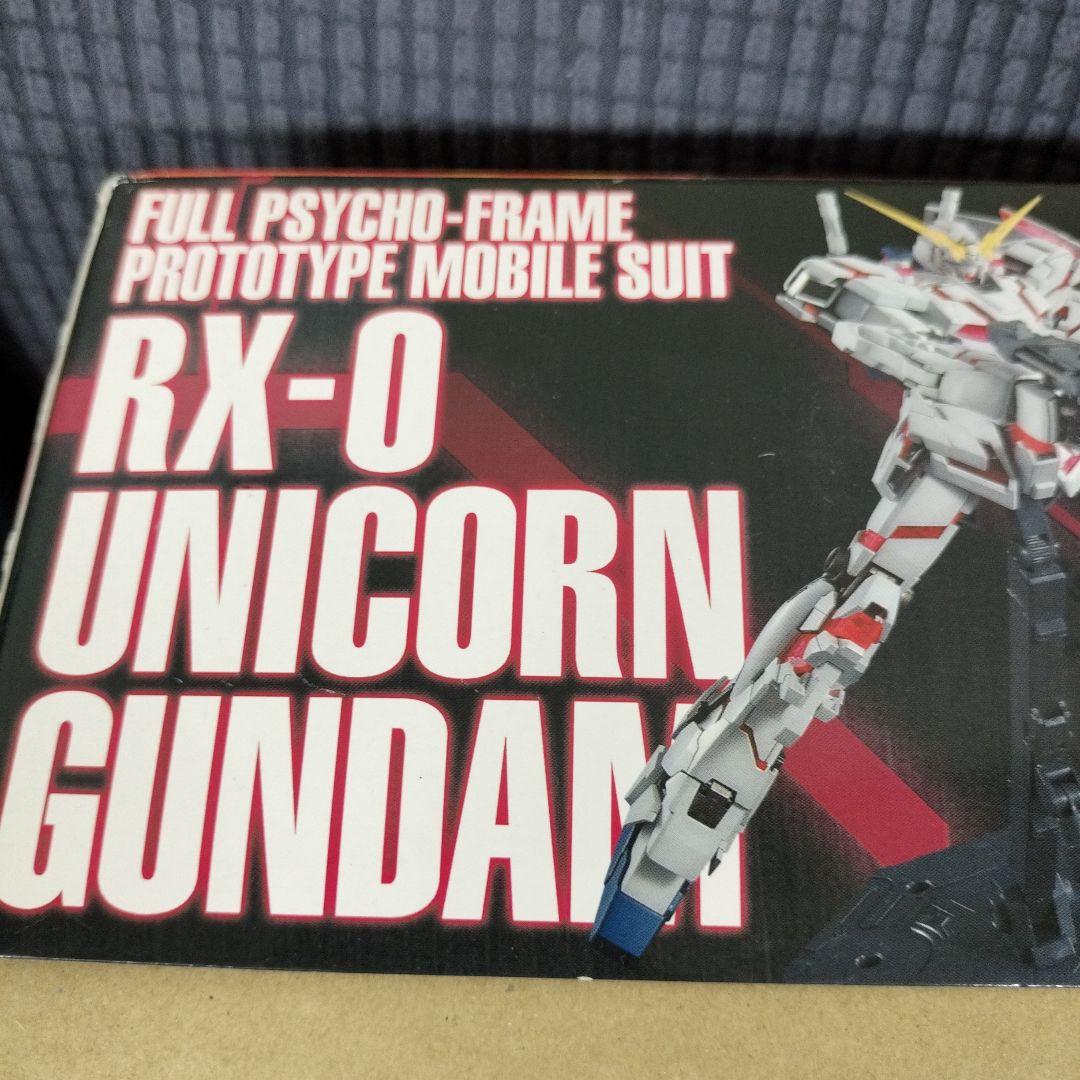 FULL PSYCHO-FRAME
PROTOTYPE MOBILE SUIT
RX-0
UNICORN
GUNDAM